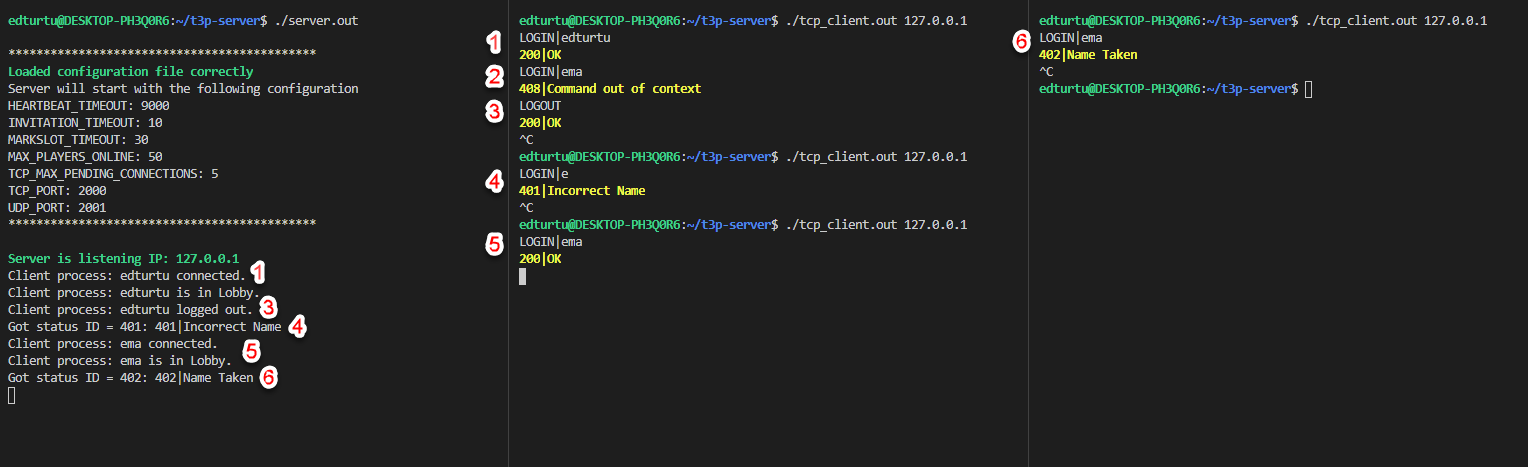 edturtu@DESKTOP-PH3Q0R6:~/t3p-server$ ./server.out
********************************************
Loaded configuration file correctly
Server will start with the following configuration
HEARTBEAT_TIMEOUT: 9000
INVITATION_TIMEOUT: 10
MARKSLOT_TIMEOUT: 30
MAX_PLAYERS_ONLINE: 50
TCP_MAX_PENDING_CONNECTIONS: 5
TCP_PORT: 2000
UDP_PORT: 2001
********************************************
Server is listening IP: 127.0.0.1
Client process: edturtu connected. 1
Client process: edturtu is in Lobby.
Client process: edturtu logged out. 3
Got status ID = 401: 401|Incorrect Name 4
Client process: ema connected.
5
Client process: ema is in Lobby.
Got status ID = 402: 402|Name Taken 6
edturtu@DESKTOP-PH3Q0R6:~/t3p-server$ ./tcp_client.out 127.0.0.1
1 LOGIN|edturtu
200|OK
2 LOGIN|ema
408|Command out of context
3 LOGOUT
200|OK
^C
edturtu@DESKTOP-PH3Q0R6:~/t3p-server$ ./tcp_client.out 127.0.0.1
4 LOGIN|e
401|Incorrect Name
^C
edturtu@DESKTOP-PH3Q0R6:~/t3p-server$ ./tcp_client.out 127.0.0.1
5 LOGIN|ema
200|OK
edturtu@DESKTOP-PH3Q0R6:~/t3p-server$ ./tcp_client.out 127.0.0.1
6 LOGIN|ema
402|Name Taken
^C
edturtu@DESKTOP-PH3Q0R6:~/t3p-server$